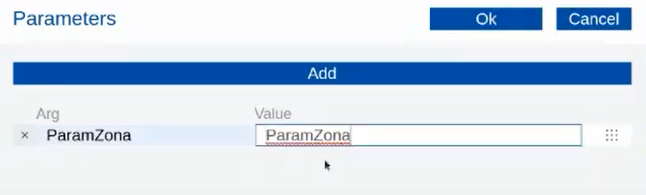 Parameters Ok Cancel
Add
Arg Value
× ParamZona ParamZona